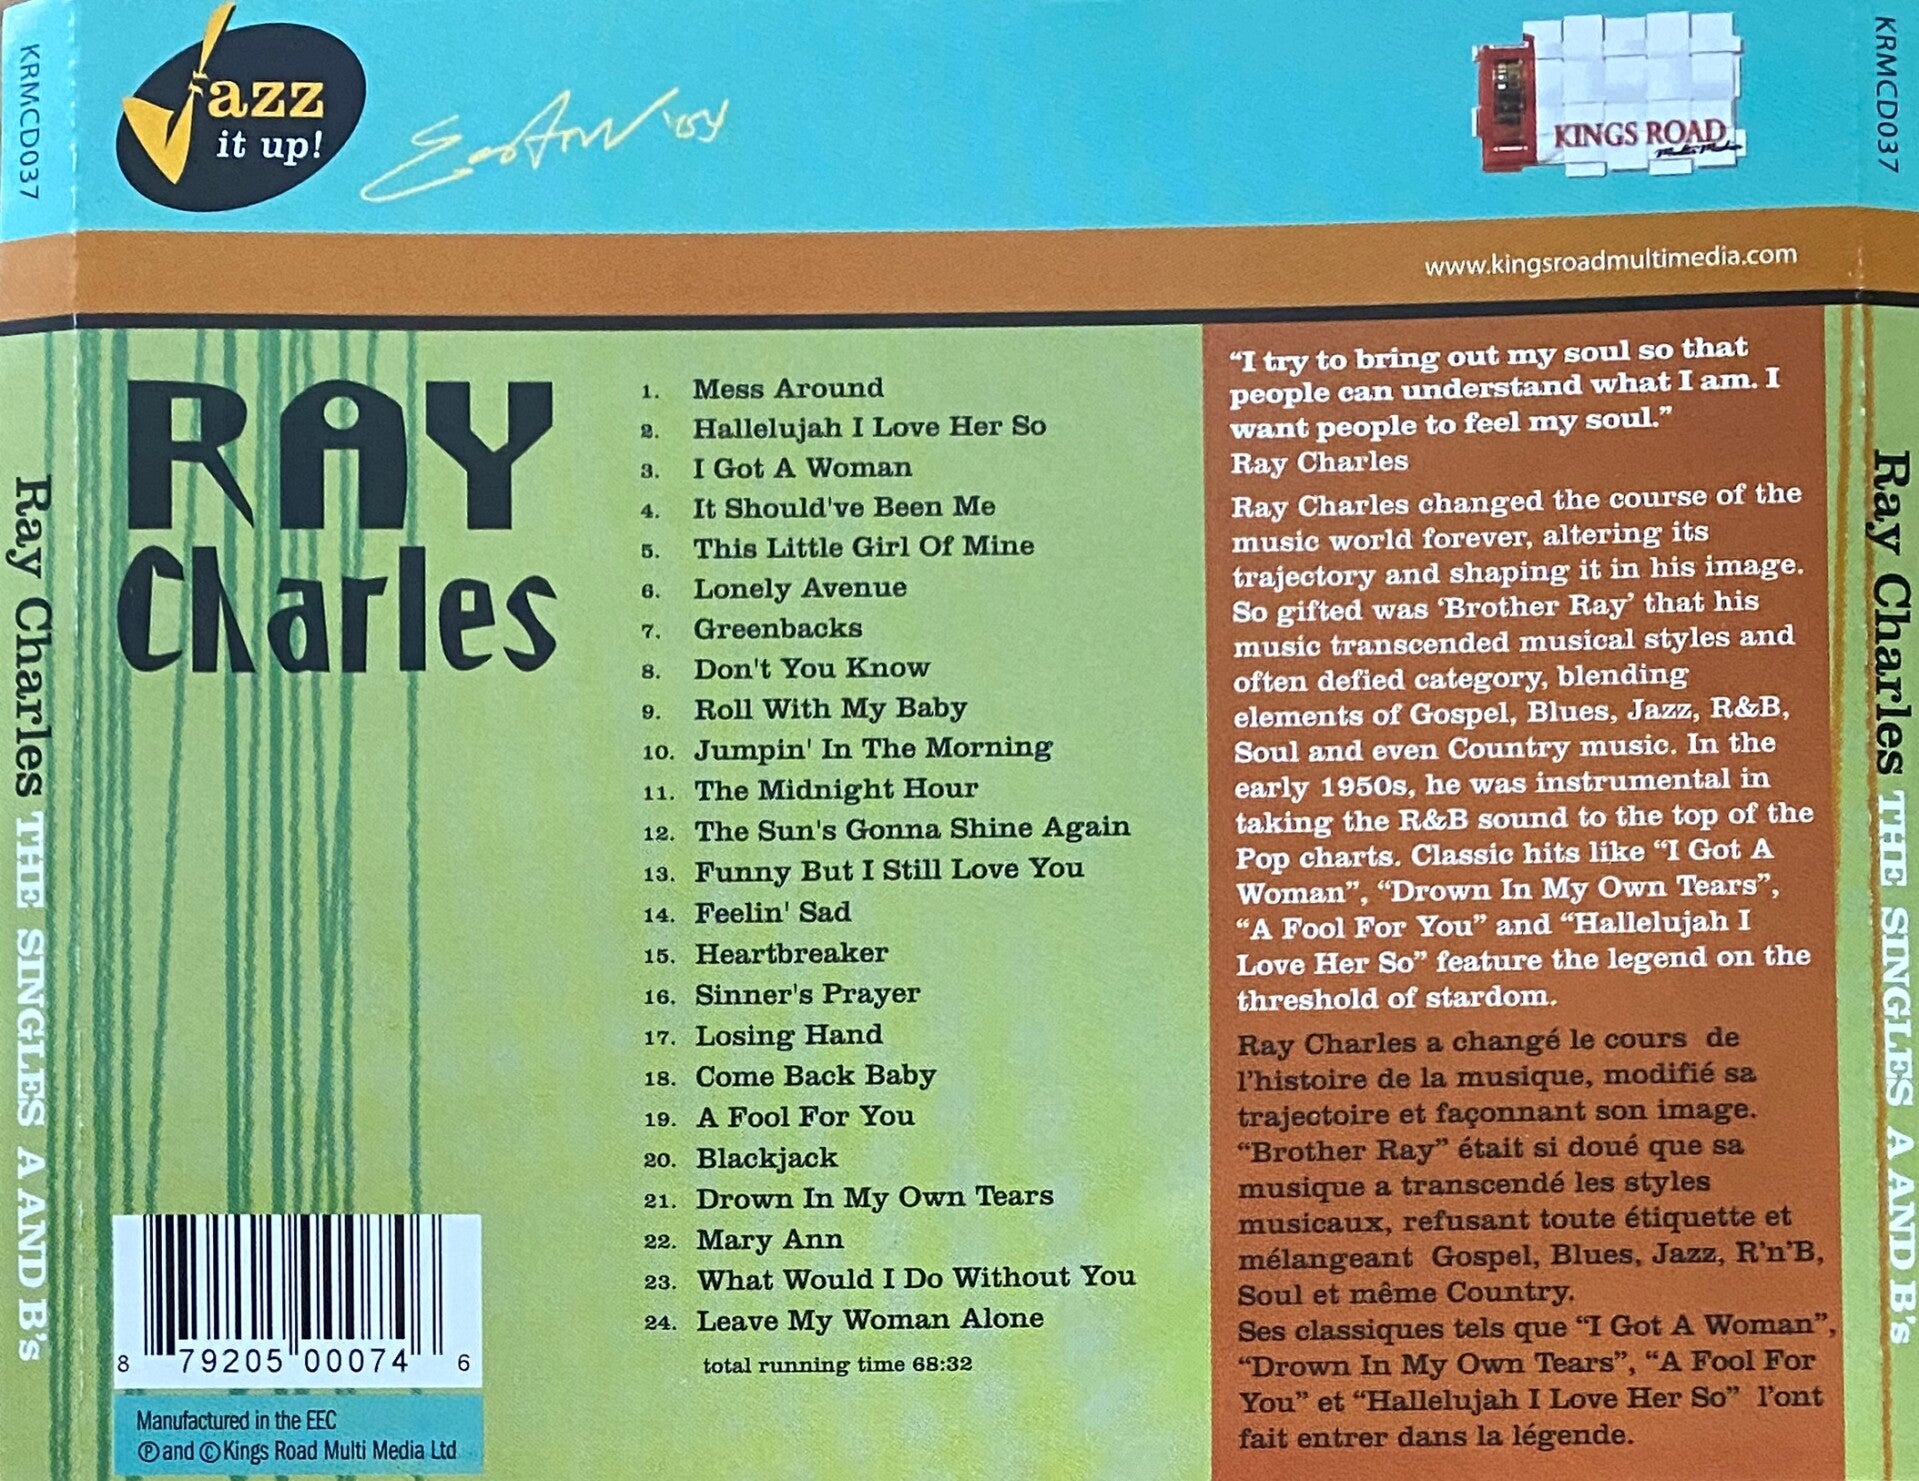 KRMCD037
Jazz
it up!
'04
KINGS ROAD
Multi Media
KRMCD037
www.kingsroadmultimedia.com
Ray Charles THE SINGLES A AND B's
RAY
Charles
1. Mess Around
2. Hallelujah I Love Her So
3. I Got A Woman
4. It Should've Been Me
5. This Little Girl Of Mine
6. Lonely Avenue
7. Greenbacks
8. Don't You Know
9. Roll With My Baby
10. Jumpin' In The Morning
11. The Midnight Hour
12. The Sun's Gonna Shine Again
13. Funny But I Still Love You
14. Feelin' Sad
15. Heartbreaker
16. Sinner's Prayer
17. Losing Hand
18. Come Back Baby
19. A Fool For You
20. Blackjack
21. Drown In My Own Tears
22. Mary Ann
23. What Would I Do Without You
24. Leave My Woman Alone
total running time 68:32
“I try to bring out my soul so that
people can understand what I am. I
want people to feel my soul.”
Ray Charles
Ray Charles changed the course of the
music world forever, altering its
trajectory and shaping it in his image.
So gifted was ‘Brother Ray’ that his
music transcended musical styles and
often defied category, blending
elements of Gospel, Blues, Jazz, R&B,
Soul and even Country music. In the
early 1950s, he was instrumental in
taking the R&B sound to the top of the
Pop charts. Classic hits like “I Got A
Woman”, “Drown In My Own Tears”,
“A Fool For You” and “Hallelujah I
Love Her So” feature the legend on the
threshold of stardom.
Ray Charles a changé le cours de
l'histoire de la musique, modifié sa
trajectoire et façonnant son image.
“Brother Ray” était si doué que sa
musique a transcendé les styles
musicaux, refusant toute étiquette et
mélangeant Gospel, Blues, Jazz, R'n'B,
Soul et même Country.
Ses classiques tels que “I Got A Woman”,
“Drown In My Own Tears”, “A Fool For
You” et “Hallelujah I Love Her So” l'ont
fait entrer dans la légende.
8 79205 00074 6
Manufactured in the EEC
℗ and © Kings Road Multi Media Ltd
Ray Charles THE SINGLES A AND B's